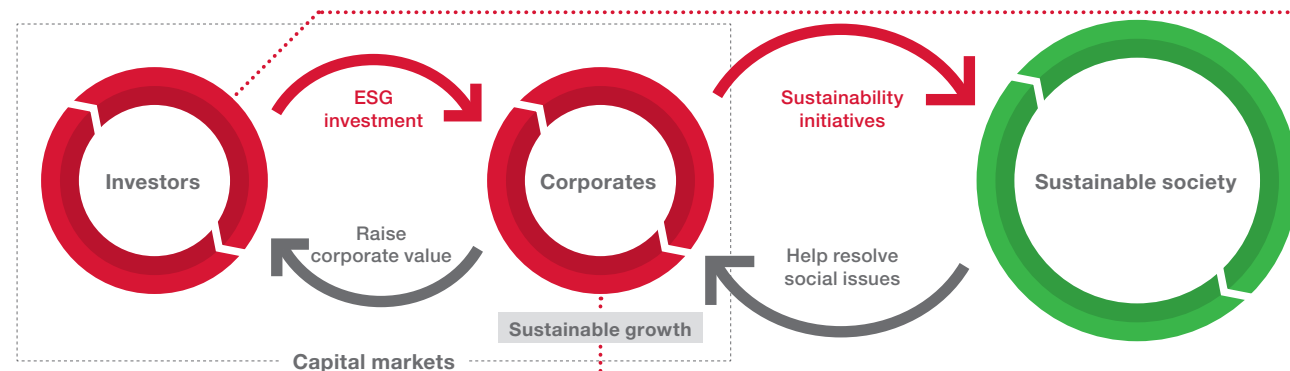 Investors
ESG
investment
Raise
corporate value
Corporates
Sustainable growth
Capital markets
Sustainability
initiatives
Help resolve
social issues
Sustainable society